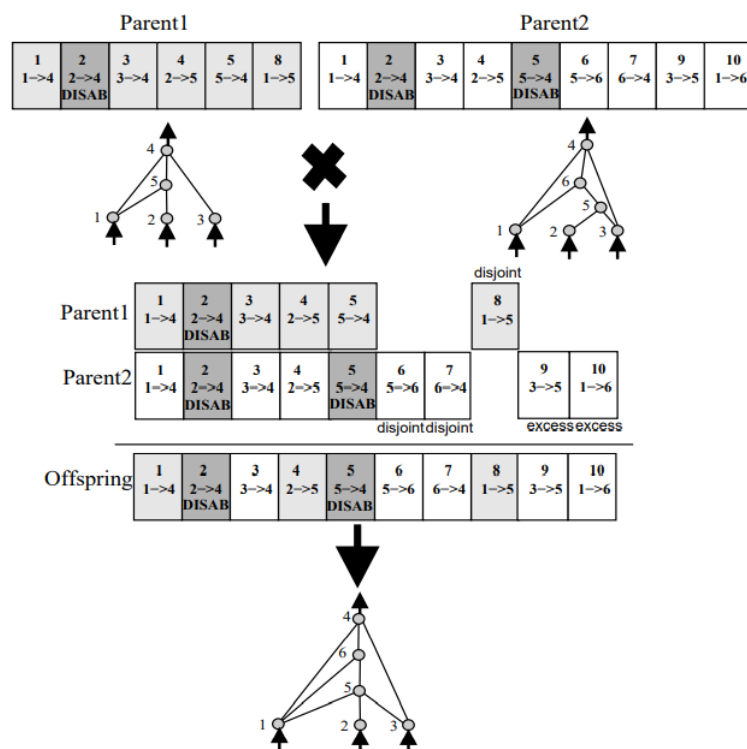 Parent1 Parent2
1 2 3 4 5 8 1 2 3 4 5 6 7 9 10
1−>4 2−>4 3−>4 2−>5 5−>4 1−>5 1−>4 2−>4 3−>4 2−>5 5−>4 5−>6 6−>4 3−>5 1−>6
DISAB DISAB DISAB
4 4
5 6
5
1 2 3 1 2 3
disjoint
Parent1 1 2 3 4 5 8
1−>4 2−>4 3−>4 2−>5 5−>4 1−>5
DISAB
Parent2 1 2 3 4 5 6 7 9 10
1−>4 2−>4 3−>4 2−>5 5−>4 5−>6 6−>4 3−>5 1−>6
DISAB DISAB
disjoint disjoint excess excess
Offspring 1 2 3 4 5 6 7 8 9 10
1−>4 2−>4 3−>4 2−>5 5−>4 5−>6 6−>4 1−>5 3−>5 1−>6
DISAB DISAB
4
6
5
1 2 3